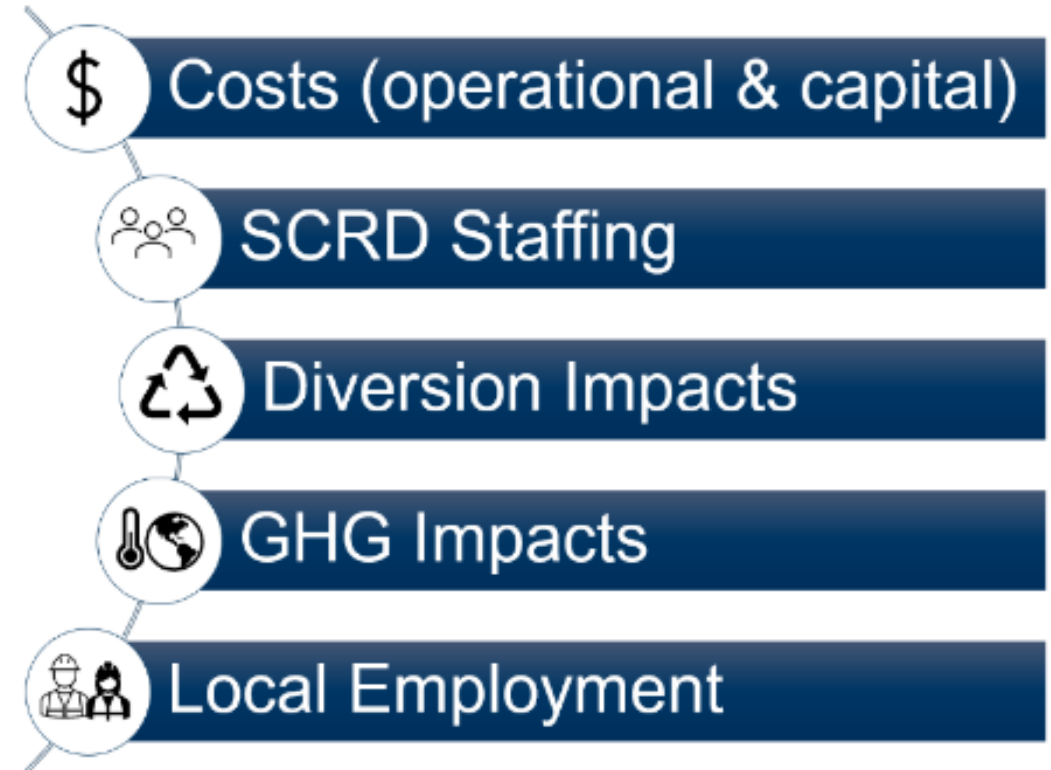 $ Costs (operational & capital)
SCRD Staffing
Diversion Impacts
GHG Impacts
Local Employment